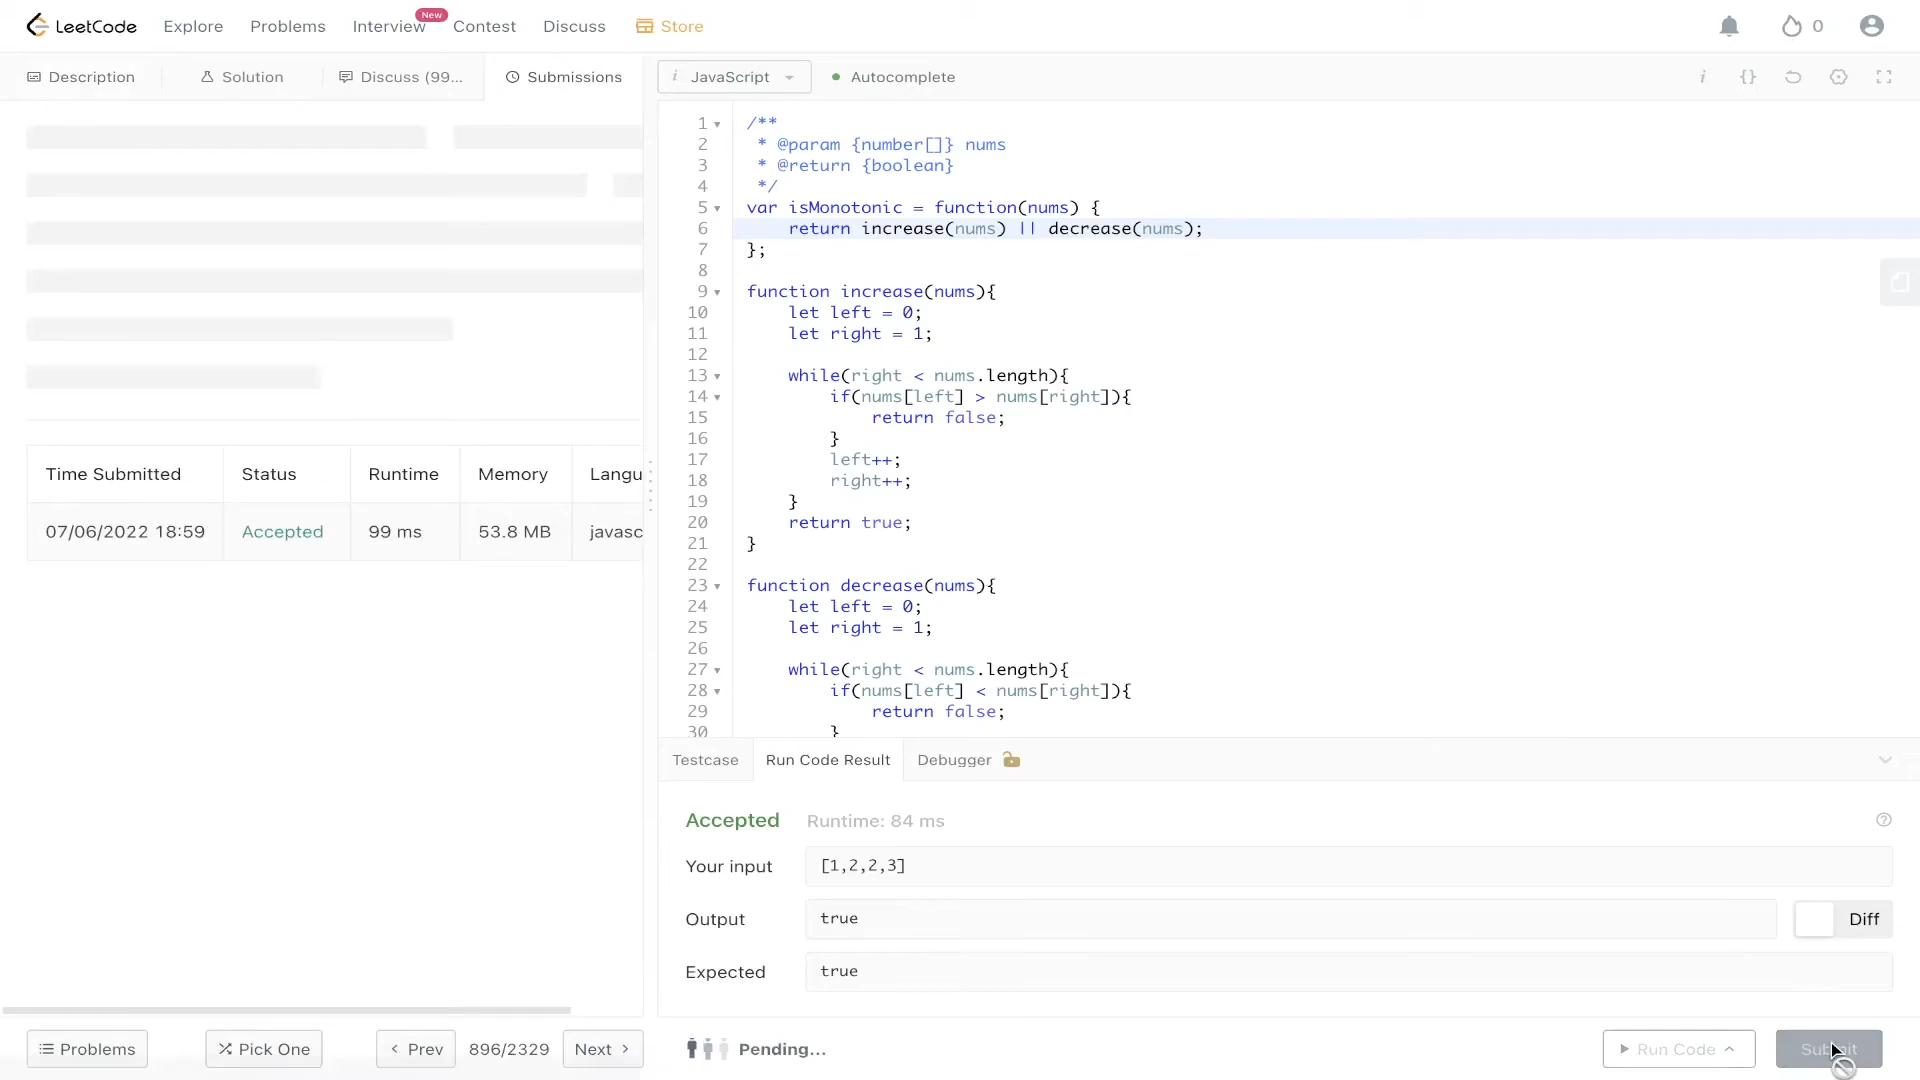 LeetCode Explore Problems Interview New Contest Discuss Store 0
Description Solution Discuss (99... Submissions
i JavaScript Autocomplete i {}
1 /**
2 * @param {number[]} nums
3 * @return {boolean}
4 */
5 var isMonotonic = function(nums) {
6 return increase(nums) || decrease(nums);
7 };
8
9 function increase(nums){
10 let left = 0;
11 let right = 1;
12
13 while(right < nums.length){
14 if(nums[left] > nums[right]){
15 return false;
16 }
17 left++;
18 right++;
19 }
20 return true;
21 }
22
23 function decrease(nums){
24 let left = 0;
25 let right = 1;
26
27 while(right < nums.length){
28 if(nums[left] < nums[right]){
29 return false;
30 }
Time Submitted Status Runtime Memory Langu
07/06/2022 18:59 Accepted 99 ms 53.8 MB javasc
Testcase Run Code Result Debugger
Accepted Runtime: 84 ms
Your input [1,2,2,3]
Output true Diff
Expected true
Problems Pick One < Prev 896/2329 Next >
Pending... Run Code Submit